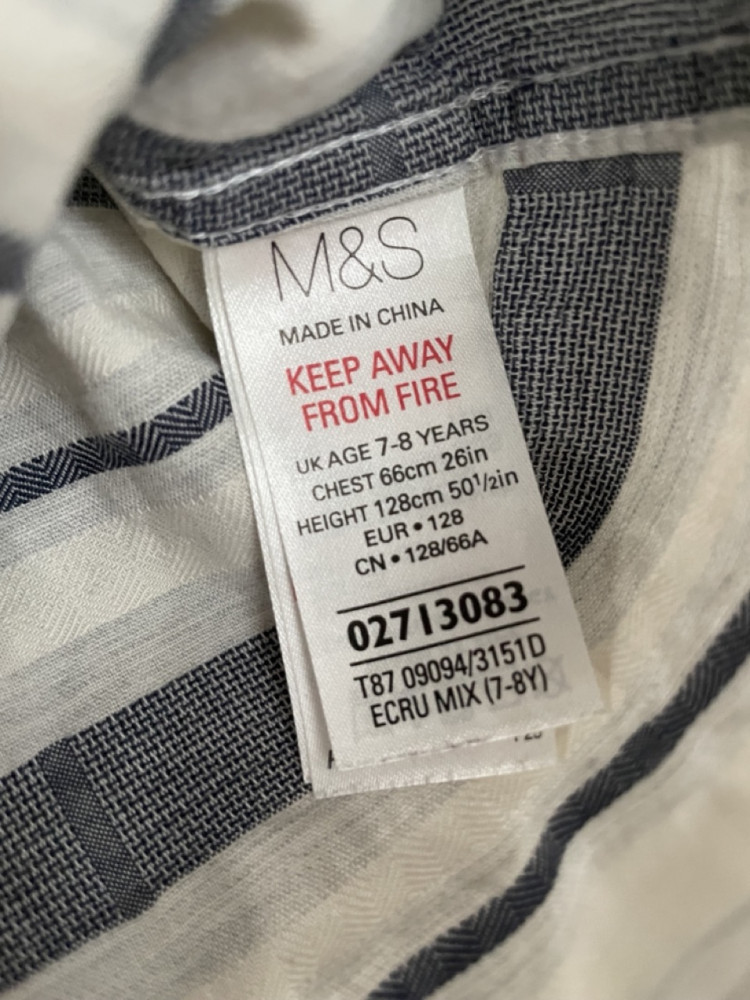 M&S
MADE IN CHINA
KEEP AWAY
FROM FIRE
UK AGE 7-8 YEARS
CHEST 66cm 26in
HEIGHT 128cm 50½in
EUR • 128
CN • 128/66A
02713083
T87 09094/3151D
ECRU MIX (7-8Y)